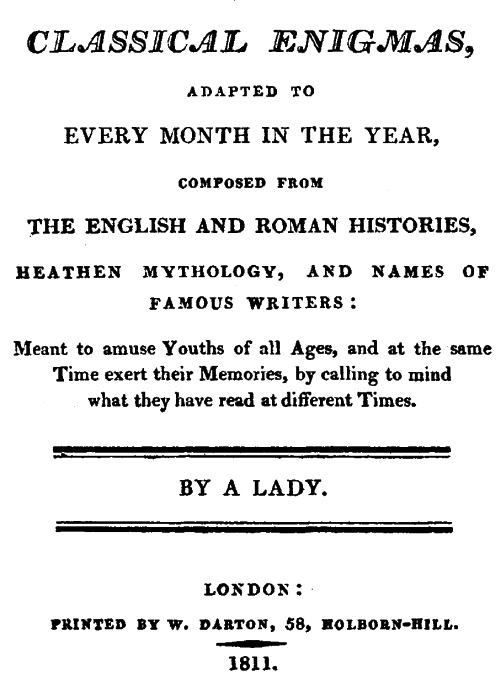 CLASSICAL ENIGMAS,
ADAPTED TO
EVERY MONTH IN THE YEAR,
COMPOSED FROM
THE ENGLISH AND ROMAN HISTORIES,
HEATHEN MYTHOLOGY, AND NAMES OF
FAMOUS WRITERS:
Meant to amuse Youths of all Ages, and at the same
Time exert their Memories, by calling to mind
what they have read at different Times.
BY A LADY.
LONDON:
PRINTED BY W. DARTON, 58, HOLBORN-HILL.
1811.